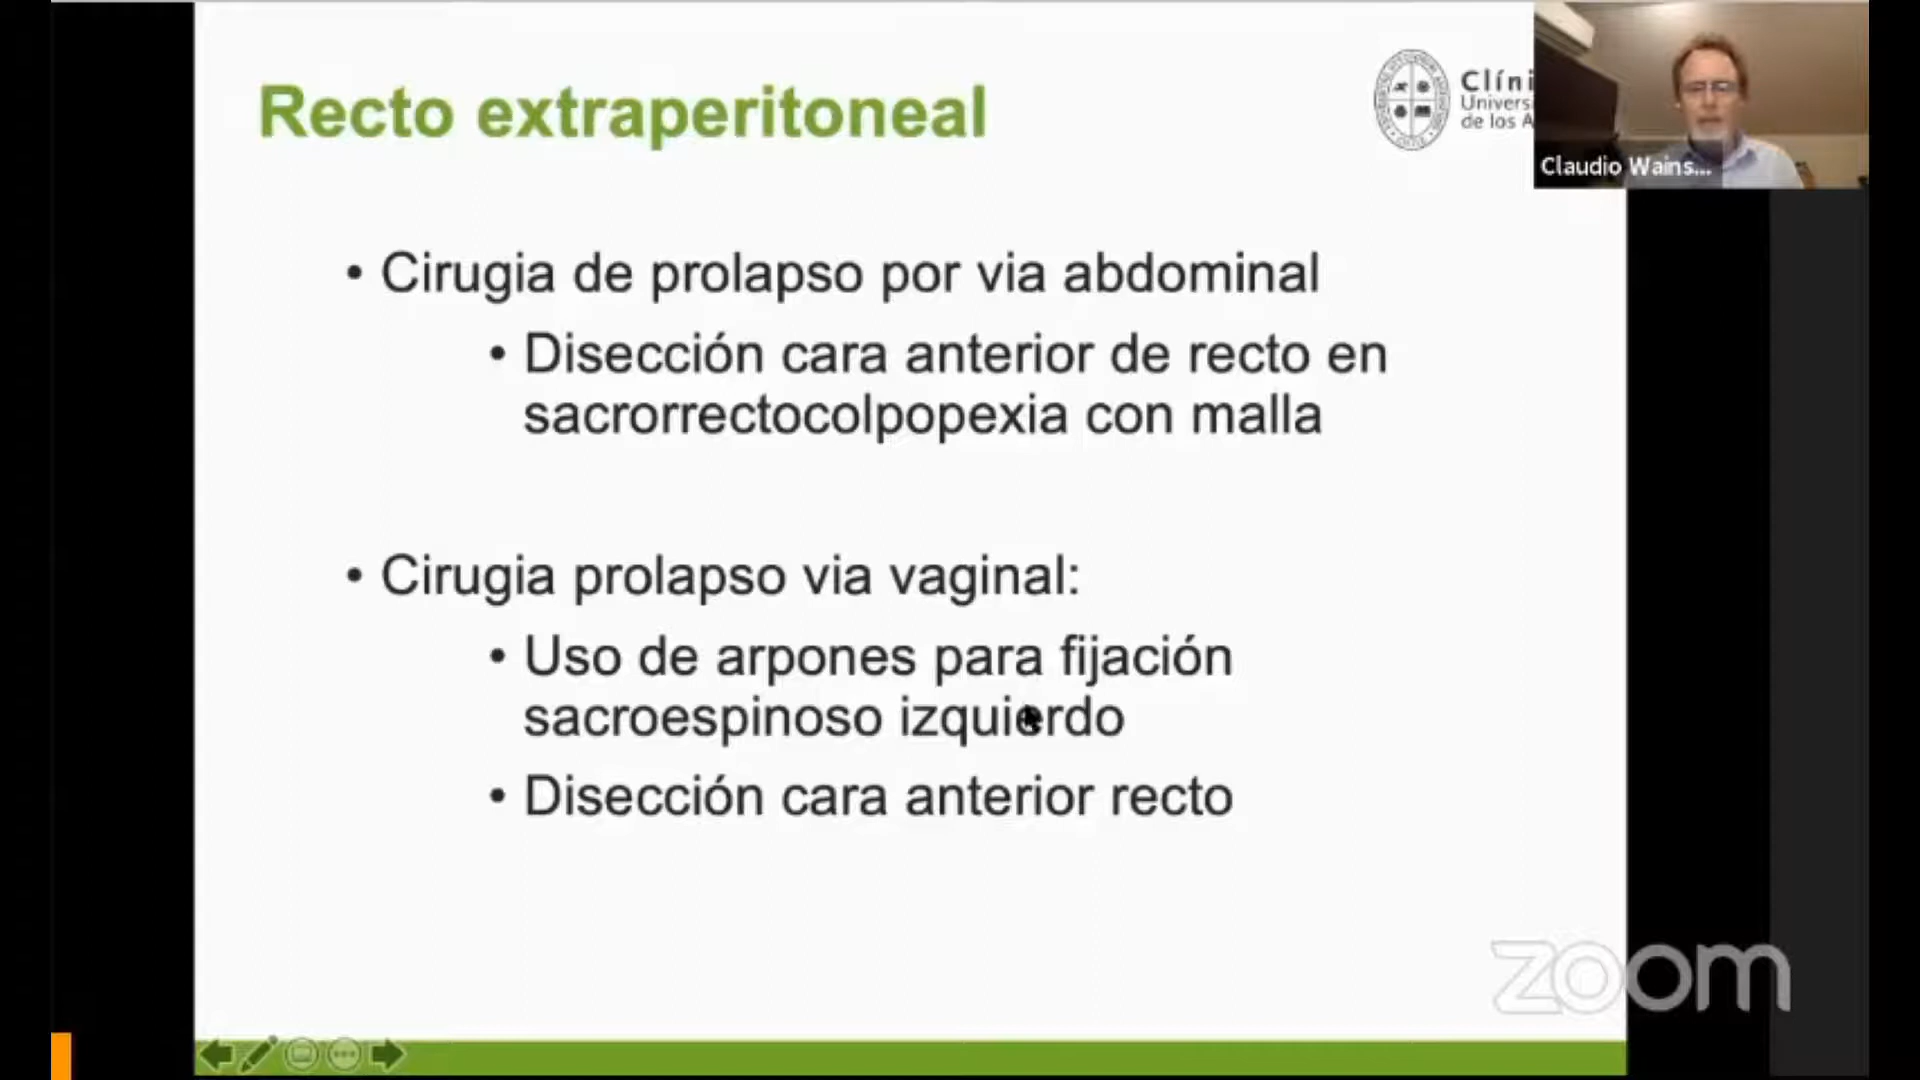 Recto extraperitoneal
Clíni
Univers
de los A
Claudio Wains...
• Cirugia de prolapso por via abdominal
• Disección cara anterior de recto en
sacrorrectocolpopexia con malla
• Cirugia prolapso via vaginal:
• Uso de arpones para fijación
sacroespinoso izquierdo
• Disección cara anterior recto
zoom